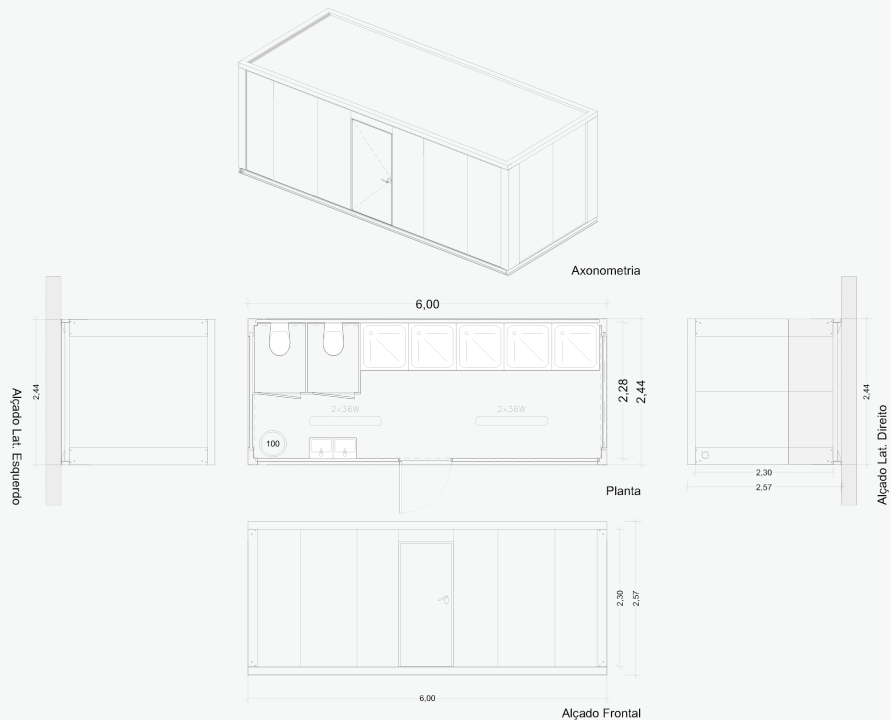 Axonometria
6,00
2,44
Alçado Lat. Esquerdo
2x36W
2x36W
100
2,28
2,44
Planta
2,30
2,57
2,44
Alçado Lat. Direito
2,30
2,57
6,00
Alçado Frontal